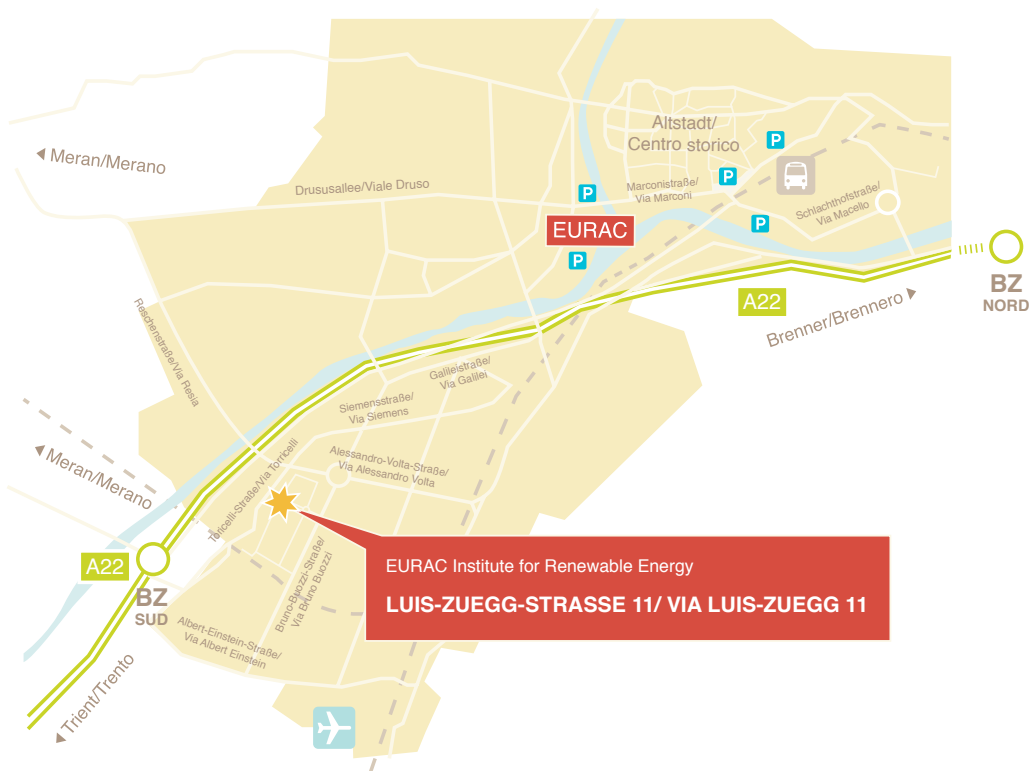 Altstadt/
Centro storico
P
Meran/Merano
Drususallee/Viale Druso
P
P
Marconistraße/
Via Marconi
Schlachthofstraße/
Via Macello
EURAC
P
P
BZ
NORD
A22
Brenner/Brennero
Reschenstraße/Via Resia
Galileistraße/
Via Galilei
Siemensstraße/
Via Siemens
Meran/Merano
Toricelli-Straße/Via Torricelli
Alessandro-Volta-Straße/
Via Alessandro Volta
A22
BZ
SUD
Bruno-Buozzi-Straße/
Via Bruno Buozzi
EURAC Institute for Renewable Energy
LUIS-ZUEGG-STRASSE 11/ VIA LUIS-ZUEGG 11
Albert-Einstein-Straße/
Via Albert Einstein
Trient/Trento